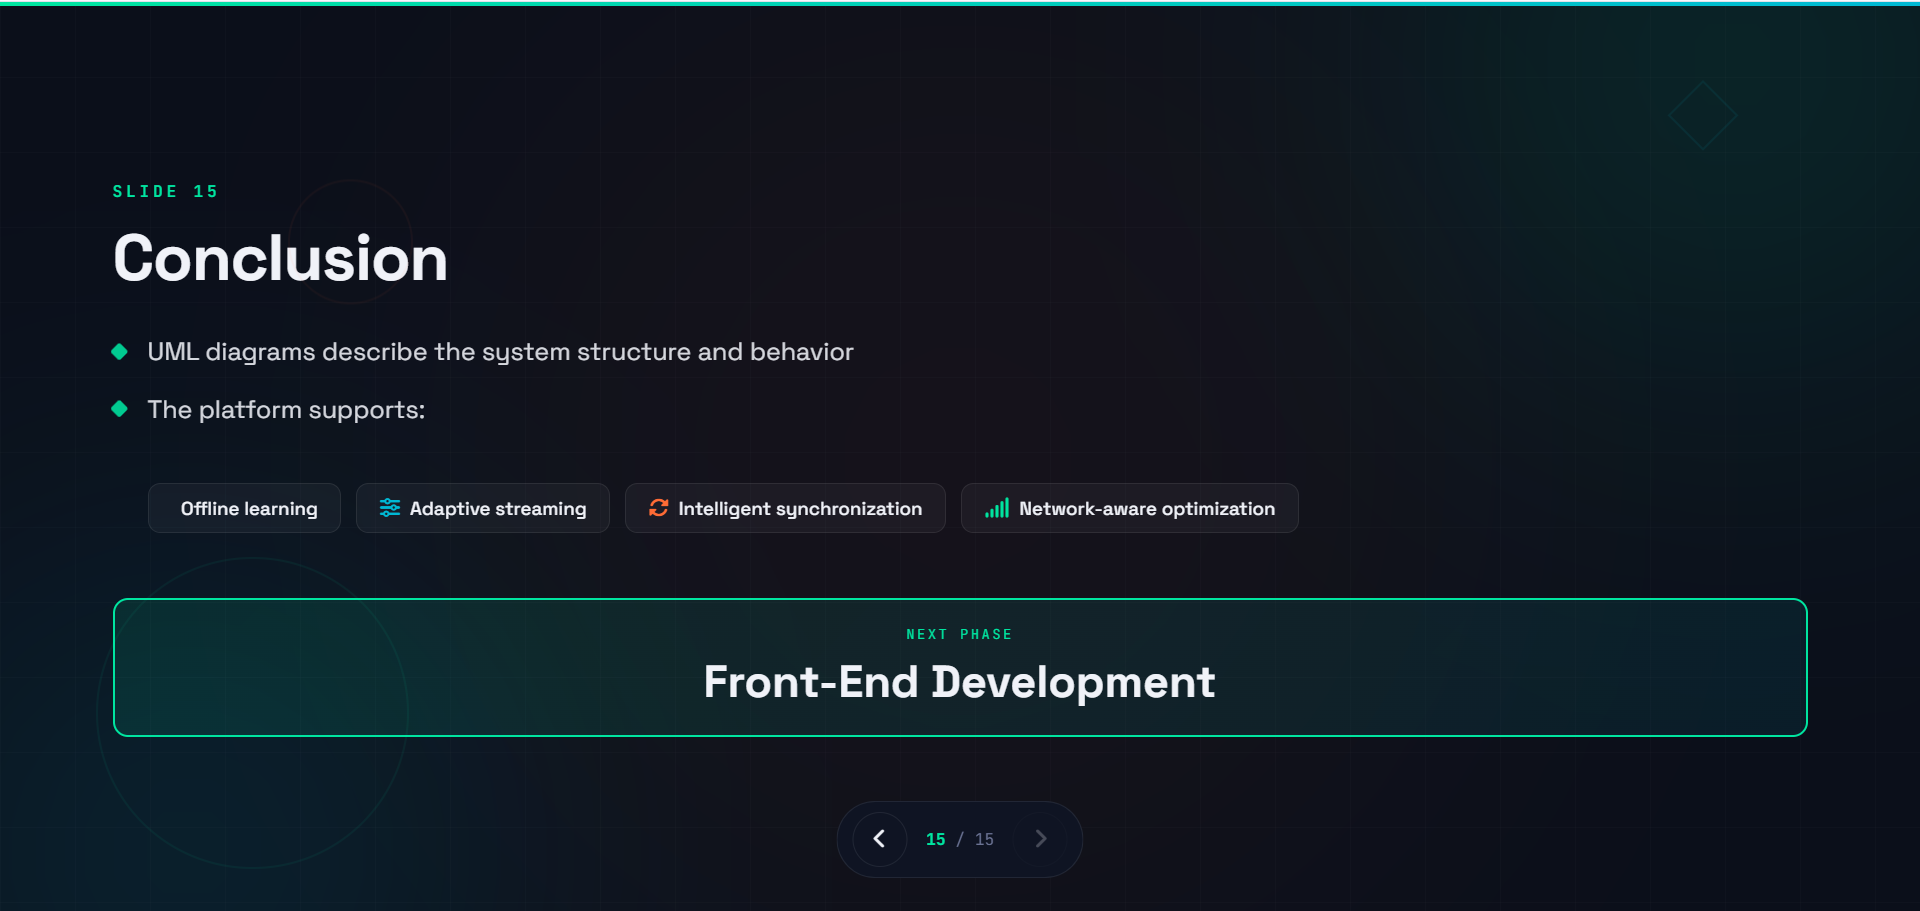 SLIDE 15
Conclusion
UML diagrams describe the system structure and behavior
The platform supports:
Offline learning
Adaptive streaming
Intelligent synchronization
Network-aware optimization
NEXT PHASE
Front-End Development
15 / 15